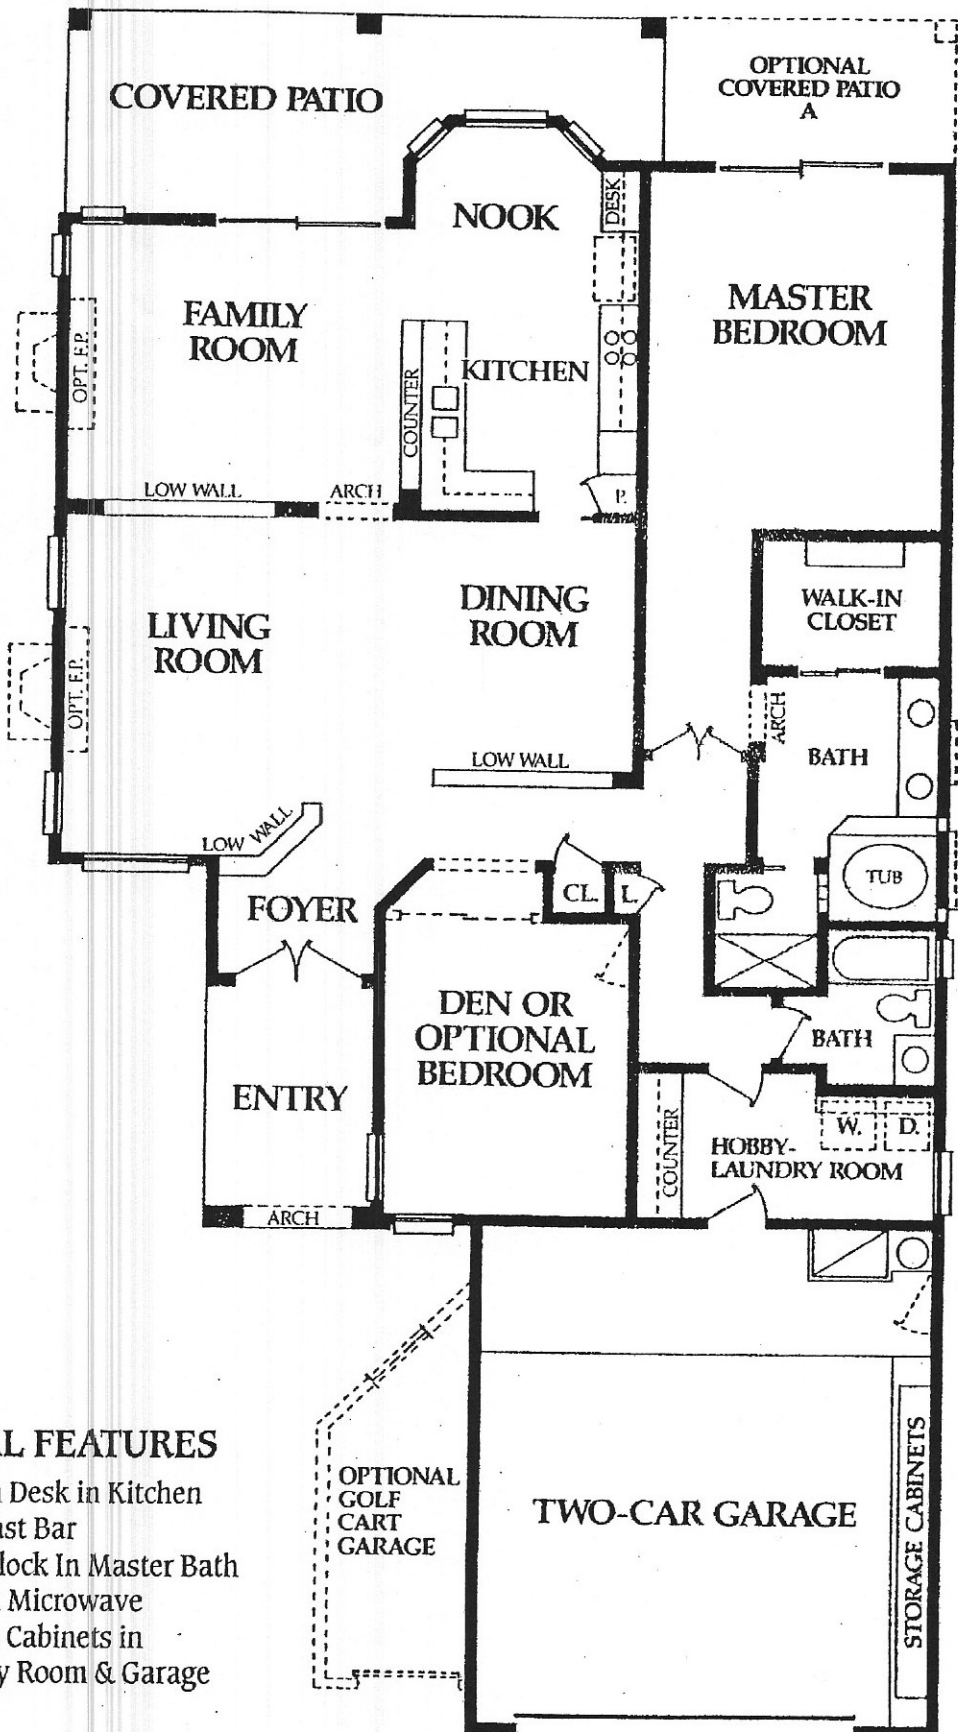 COVERED PATIO
OPTIONAL
COVERED PATIO
A
NOOK
DESK
FAMILY
ROOM
MASTER
BEDROOM
OPT. F.P.
KITCHEN
COUNTER
LOW WALL
ARCH
P.
LIVING
ROOM
DINING
ROOM
WALK-IN
CLOSET
OPT. F.P.
ARCH
BATH
LOW WALL
LOW WALL
TUB
FOYER
CL.
L.
DEN OR
OPTIONAL
BEDROOM
BATH
ENTRY
COUNTER
W.
D.
HOBBY-
LAUNDRY ROOM
ARCH
L FEATURES
Desk in Kitchen
ast Bar
lock In Master Bath
Microwave
Cabinets in
y Room & Garage
OPTIONAL
GOLF
CART
GARAGE
TWO-CAR GARAGE
STORAGE CABINETS